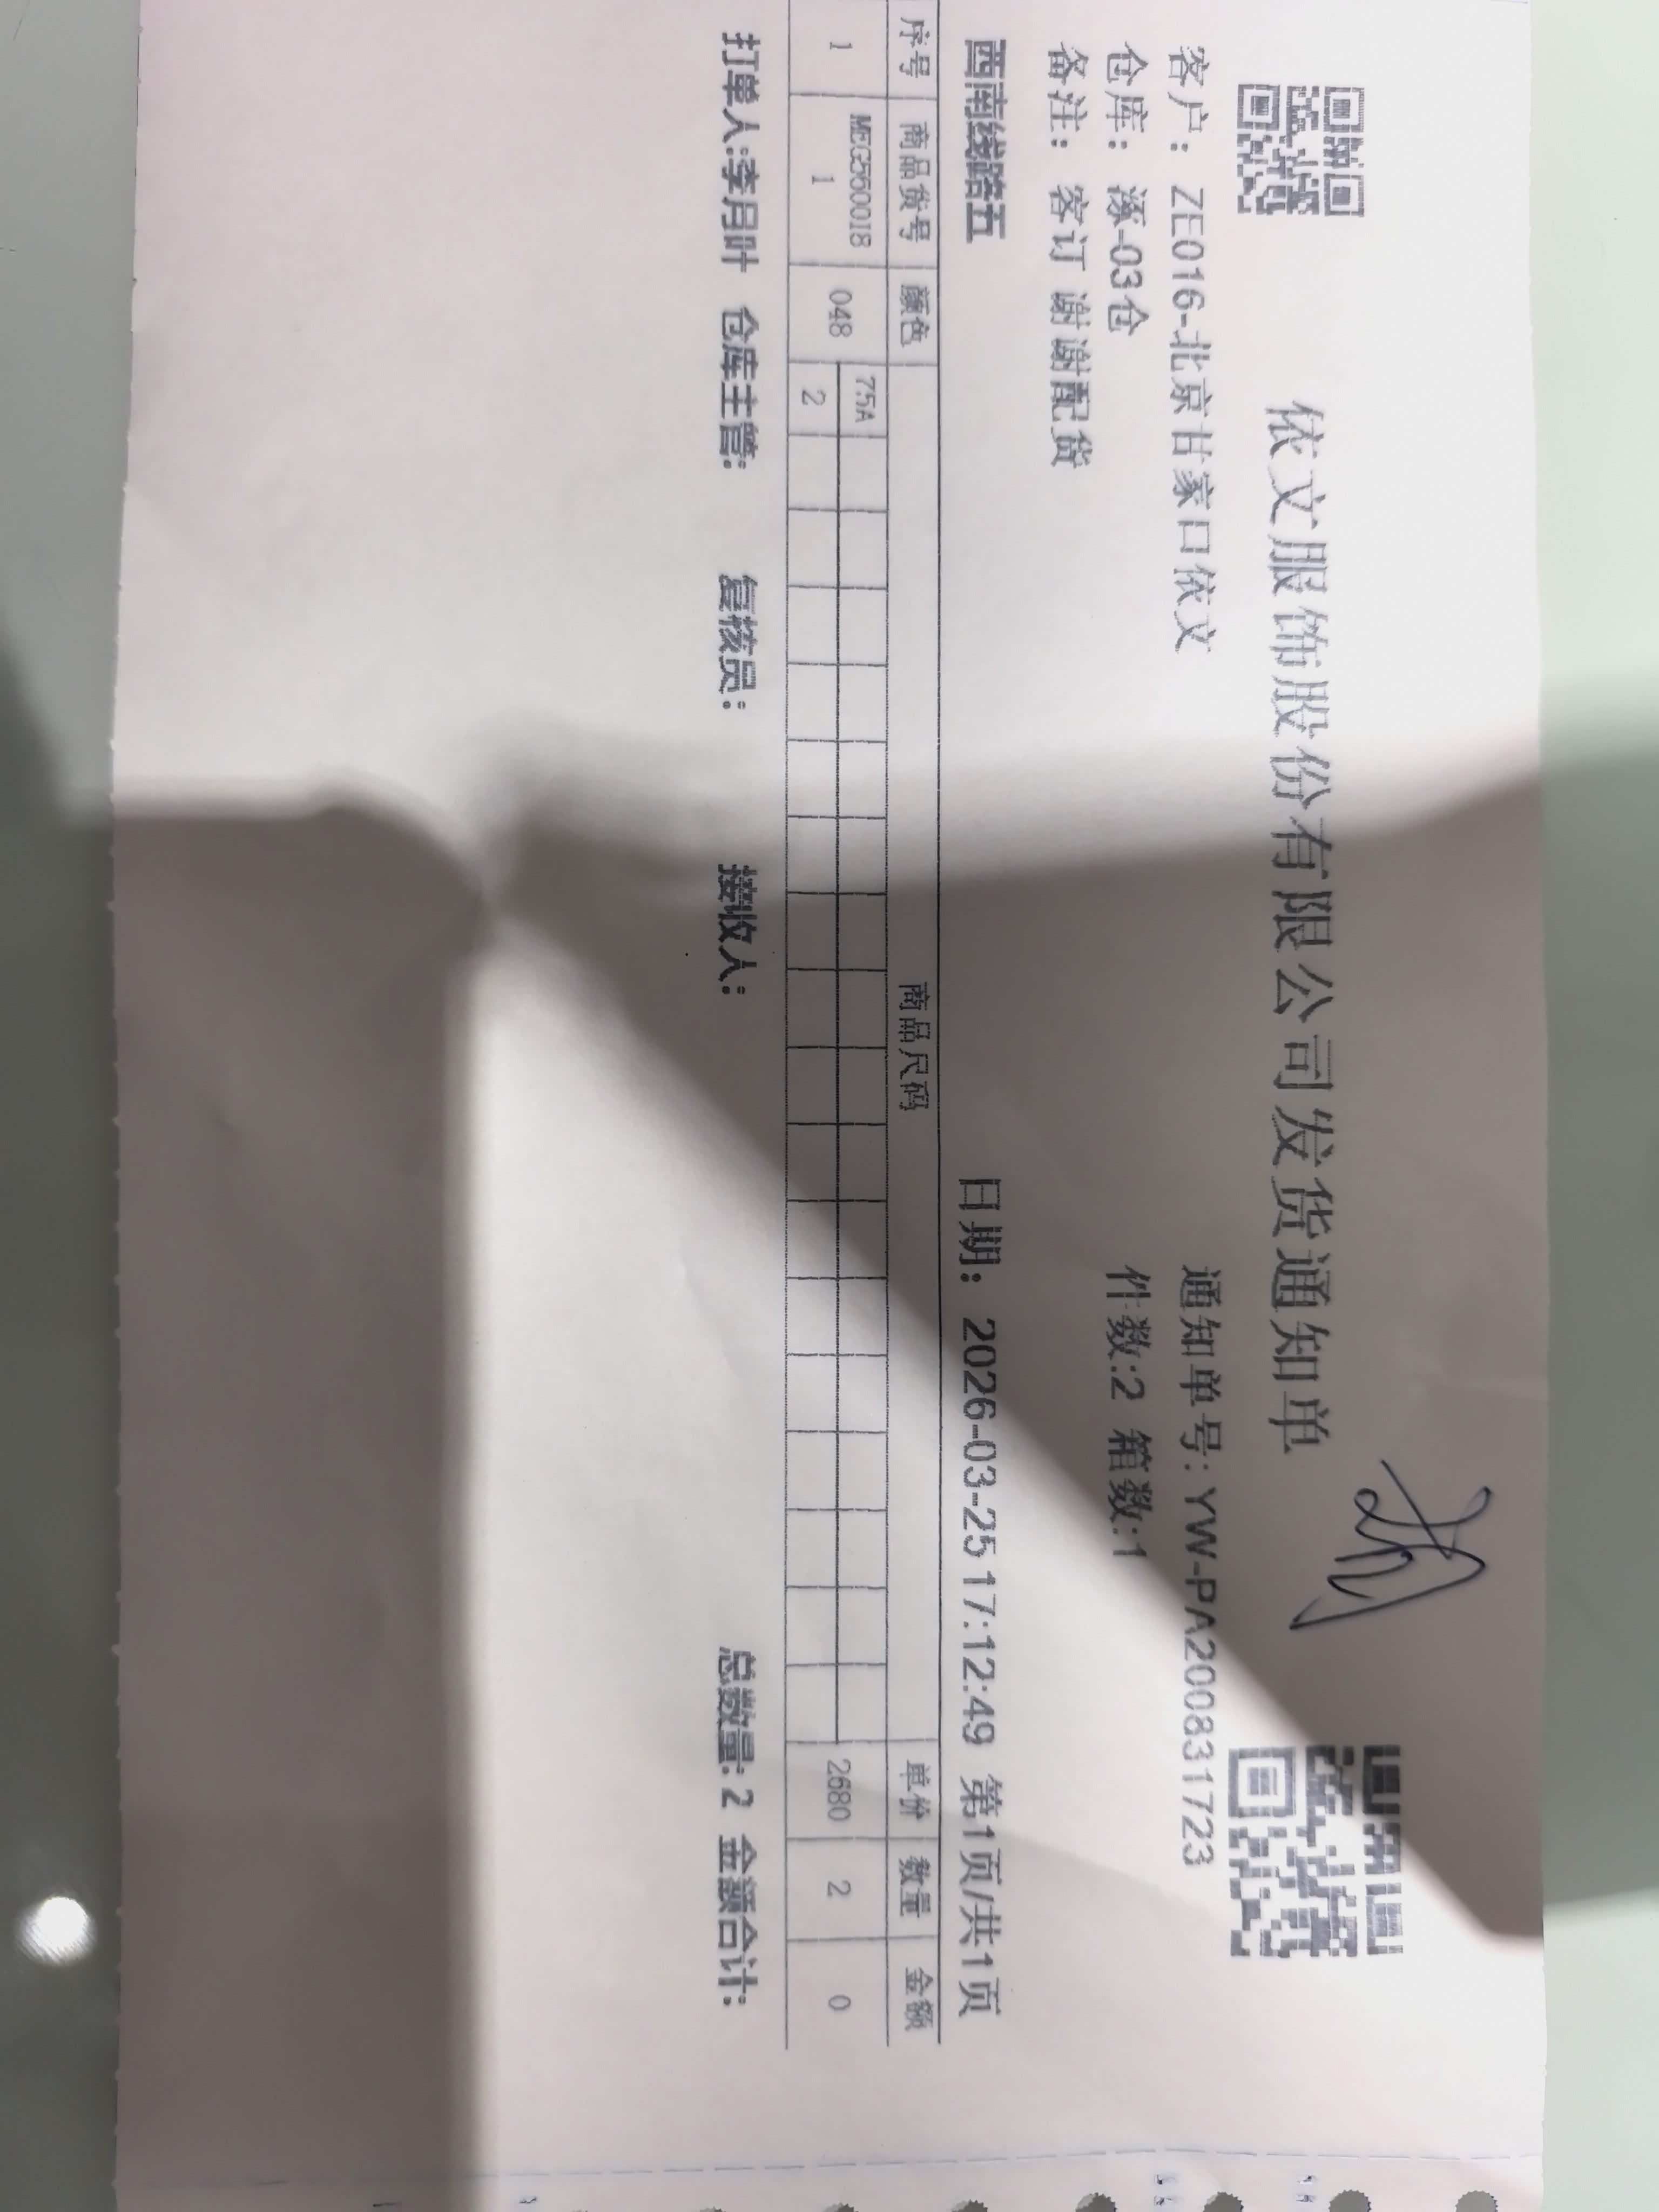 依文服饰股份有限公司发货通知单
客户：ZE016-北京甘家口依文 通知单号:YW-PA200831723
仓库：涿-03仓 件数:2 箱数:1
备注：客订 谢谢配货
西南线路五 日期：2026-03-25 17:12:49 第1页/共1页
序号 商品货号 颜色 商品尺码 单价 数量 金额
1 MEG560018 1 048 75A 2 2680 2 0
打单人:李月叶 仓库主管: 复核员: 接收人: 总数量:2 金额合计: